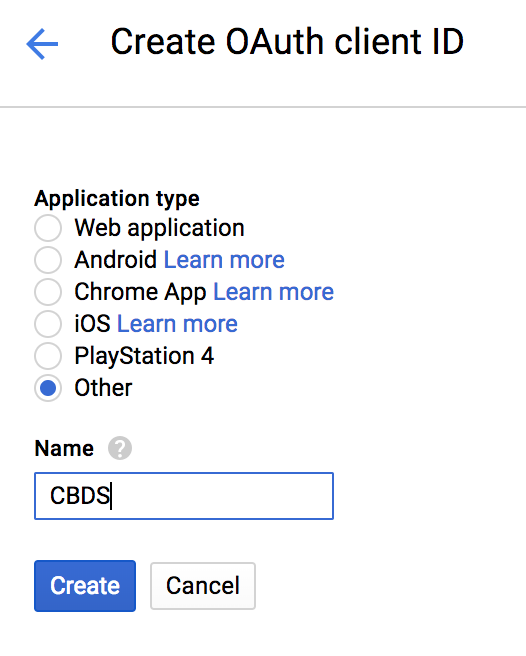 Create OAuth client ID
Application type
Web application
Android Learn more
Chrome App Learn more
iOS Learn more
PlayStation 4
Other
Name ?
CBDS
Create Cancel